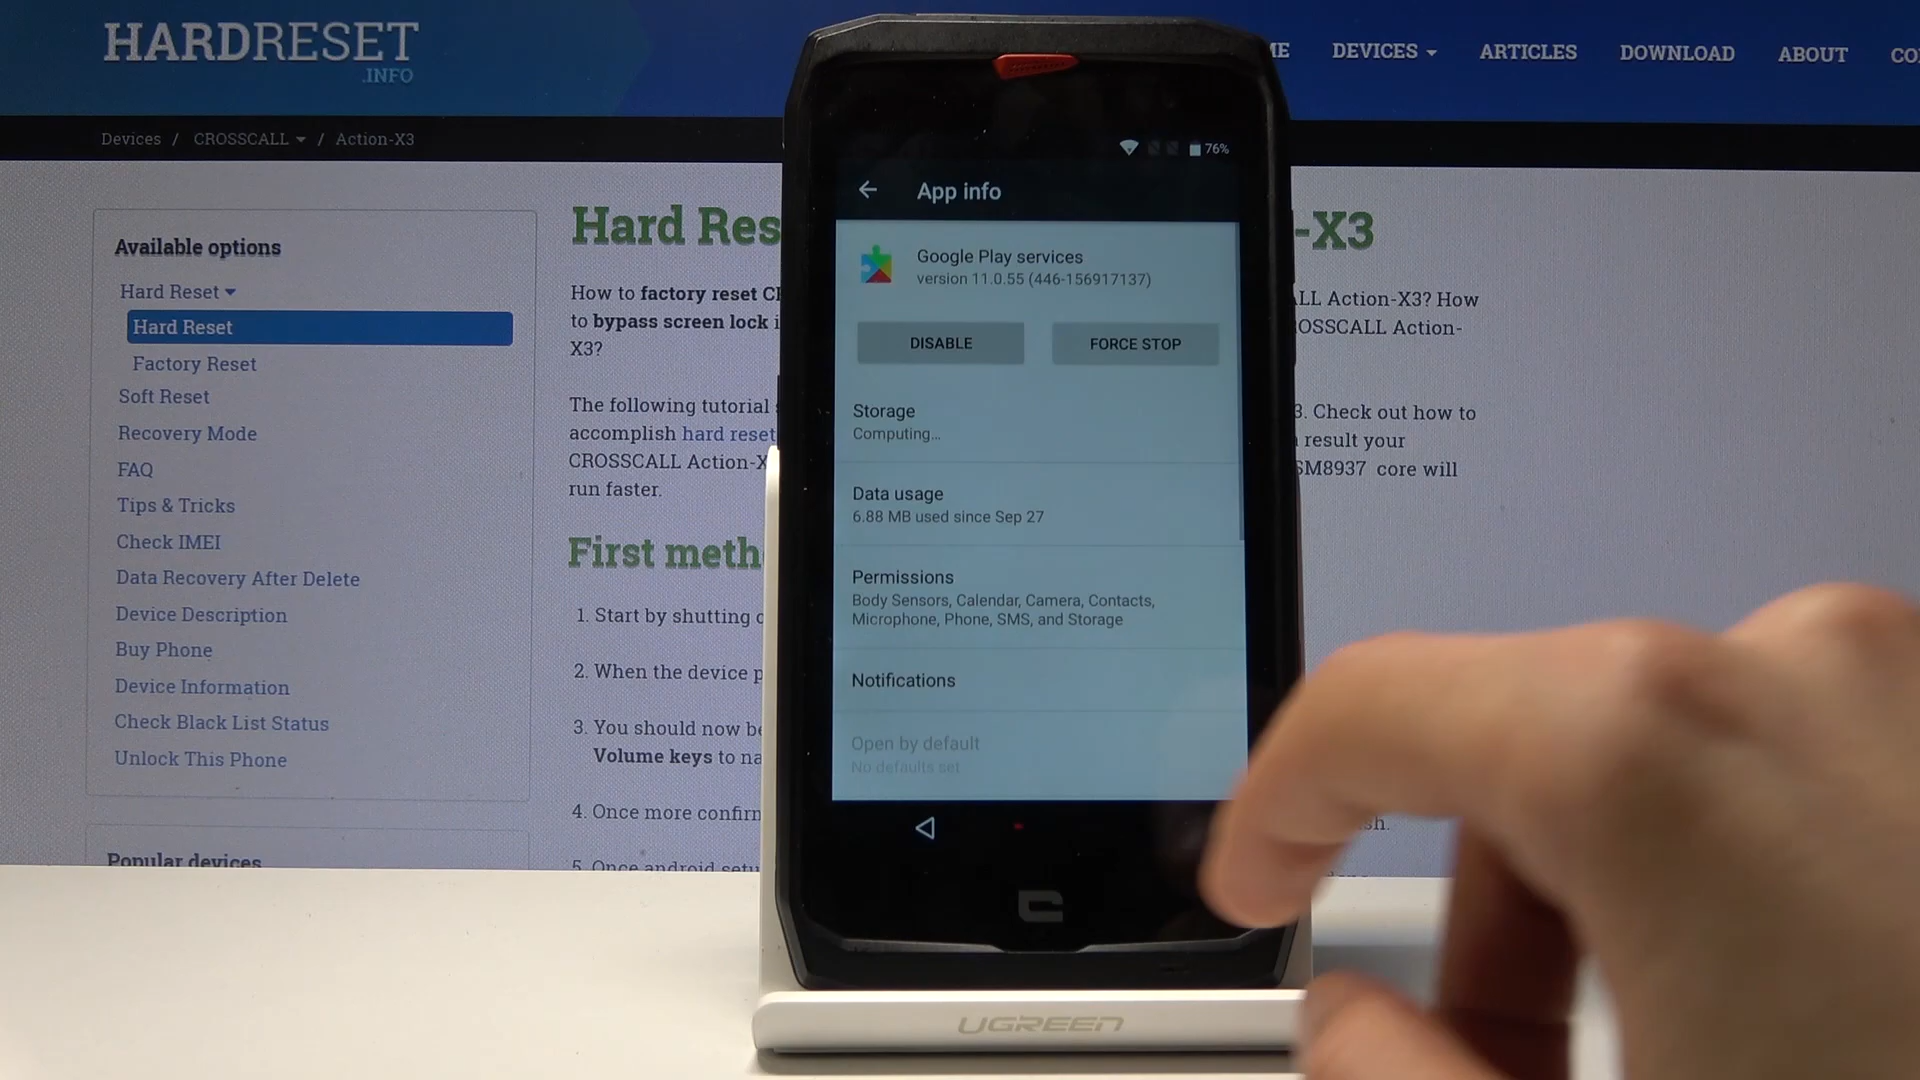 HARDRESET
.INFO
ME DEVICES ARTICLES DOWNLOAD ABOUT CO
Devices / CROSSCALL / Action-X3
Available options
Hard Reset
Hard Reset
Factory Reset
Soft Reset
Recovery Mode
FAQ
Tips & Tricks
Check IMEI
Data Recovery After Delete
Device Description
Buy Phone
Device Information
Check Black List Status
Unlock This Phone
Popular devices
Hard Res
-X3
How to factory reset C
LL Action-X3? How
to bypass screen lock i
OSSCALL Action-
X3?
The following tutorial
3. Check out how to
accomplish hard reset
result your
CROSSCALL Action-X
SM8937 core will
run faster.
First meth
1. Start by shutting
2. When the device p
3. You should now be
Volume keys to na
4. Once more confirm
sh.
5. Once android setu
76%
App info
Google Play services
version 11.0.55 (446-156917137)
DISABLE FORCE STOP
Storage
Computing...
Data usage
6.88 MB used since Sep 27
Permissions
Body Sensors, Calendar, Camera, Contacts,
Microphone, Phone, SMS, and Storage
Notifications
Open by default
No defaults set
UGREEN